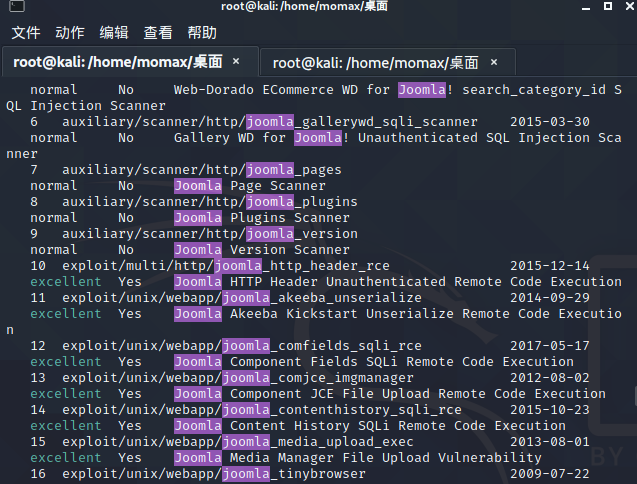 root@kali: /home/momax/桌面
文件 动作 编辑 查看 帮助
root@kali: /home/momax/桌面 × root@kali: /home/momax/桌面 ×
normal No Web-Dorado ECommerce WD for Joomla! search_category_id S
QL Injection Scanner
6 auxiliary/scanner/http/joomla_gallerywd_sqli_scanner 2015-03-30
normal No Gallery WD for Joomla! Unauthenticated SQL Injection Sca
nner
7 auxiliary/scanner/http/joomla_pages
normal No Joomla Page Scanner
8 auxiliary/scanner/http/joomla_plugins
normal No Joomla Plugins Scanner
9 auxiliary/scanner/http/joomla_version
normal No Joomla Version Scanner
10 exploit/multi/http/joomla_http_header_rce 2015-12-14
excellent Yes Joomla HTTP Header Unauthenticated Remote Code Execution
11 exploit/unix/webapp/joomla_akeeba_unserialize 2014-09-29
excellent Yes Joomla Akeeba Kickstart Unserialize Remote Code Executio
n
12 exploit/unix/webapp/joomla_comfields_sqli_rce 2017-05-17
excellent Yes Joomla Component Fields SQLi Remote Code Execution
13 exploit/unix/webapp/joomla_comjce_imgmanager 2012-08-02
excellent Yes Joomla Component JCE File Upload Remote Code Execution
14 exploit/unix/webapp/joomla_contenthistory_sqli_rce 2015-10-23
excellent Yes Joomla Content History SQLi Remote Code Execution
15 exploit/unix/webapp/joomla_media_upload_exec 2013-08-01
excellent Yes Joomla Media Manager File Upload Vulnerability
BY
16 exploit/unix/webapp/joomla_tinybrowser 2009-07-22